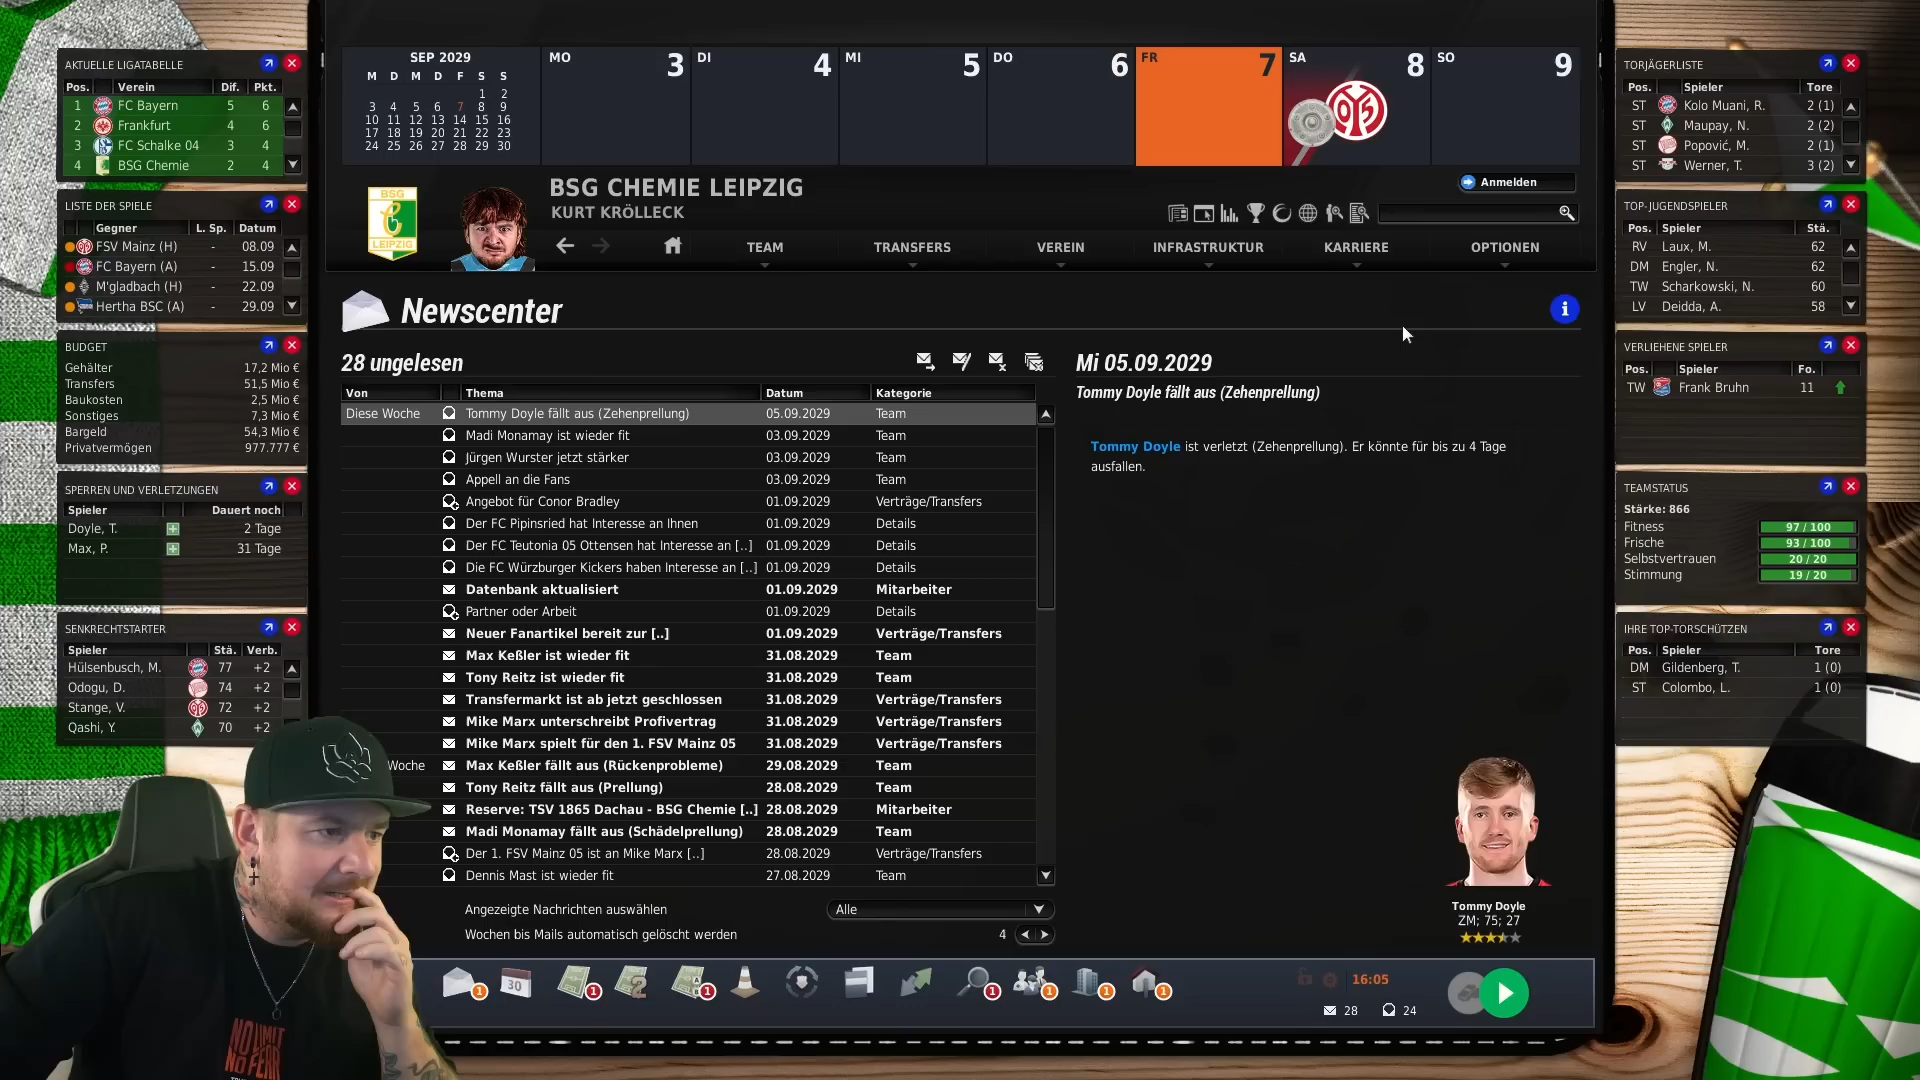 AKTUELLE LIGATABELLE
Pos. Verein Dif. Pkt.
1 FC Bayern 5 6
2 Frankfurt 4 6
3 FC Schalke 04 3 4
4 BSG Chemie 2 4
LISTE DER SPIELE
Gegner L. Sp. Datum
FSV Mainz (H) - 08.09
FC Bayern (A) - 15.09
M'gladbach (H) - 22.09
Hertha BSC (A) - 29.09
BUDGET
Gehälter 17,2 Mio €
Transfers 51,5 Mio €
Baukosten 2,5 Mio €
Sonstiges 7,3 Mio €
Bargeld 54,3 Mio €
Privatvermögen 977.777 €
SPERREN UND VERLETZUNGEN
Spieler Dauert noch
Doyle, T. 2 Tage
Max, P. 31 Tage
SENKRECHTSTARTER
Spieler Stä. Verb.
Hülsenbusch, M. 77 +2
Odogu, D. 74 +2
Stange, V. 72 +2
Qashi, Y. 70 +2
SEP 2029
M D M D F S S
1 2
3 4 5 6 7 8 9
10 11 12 13 14 15 16
17 18 19 20 21 22 23
24 25 26 27 28 29 30
MO 3 DI 4 MI 5 DO 6 FR 7 SA 8 SO 9
BSG
LEIPZIG
BSG CHEMIE LEIPZIG
KURT KRÖLLECK
Anmelden
TEAM TRANSFERS VEREIN INFRASTRUKTUR KARRIERE OPTIONEN
Newscenter
28 ungelesen
Von Thema Datum Kategorie
Diese Woche Tommy Doyle fällt aus (Zehenprellung) 05.09.2029 Team
Madi Monamay ist wieder fit 03.09.2029 Team
Jürgen Wurster jetzt stärker 03.09.2029 Team
Appell an die Fans 03.09.2029 Team
Angebot für Conor Bradley 01.09.2029 Verträge/Transfers
Der FC Pipinsried hat Interesse an Ihnen 01.09.2029 Details
Der FC Teutonia 05 Ottensen hat Interesse an [..] 01.09.2029 Details
Die FC Würzburger Kickers haben Interesse an [..] 01.09.2029 Details
Datenbank aktualisiert 01.09.2029 Mitarbeiter
Partner oder Arbeit 01.09.2029 Details
Neuer Fanartikel bereit zur [..] 01.09.2029 Verträge/Transfers
Max Keßler ist wieder fit 31.08.2029 Team
Tony Reitz ist wieder fit 31.08.2029 Team
Transfermarkt ist ab jetzt geschlossen 31.08.2029 Verträge/Transfers
Mike Marx unterschreibt Profivertrag 31.08.2029 Verträge/Transfers
Mike Marx spielt für den 1. FSV Mainz 05 31.08.2029 Verträge/Transfers
Woche Max Keßler fällt aus (Rückenprobleme) 29.08.2029 Team
Tony Reitz fällt aus (Prellung) 28.08.2029 Team
Reserve: TSV 1865 Dachau - BSG Chemie [..] 28.08.2029 Mitarbeiter
Madi Monamay fällt aus (Schädelprellung) 28.08.2029 Team
Der 1. FSV Mainz 05 ist an Mike Marx [..] 28.08.2029 Verträge/Transfers
Dennis Mast ist wieder fit 27.08.2029 Team
Angezeigte Nachrichten auswählen Alle
Wochen bis Mails automatisch gelöscht werden 4
Mi 05.09.2029
Tommy Doyle fällt aus (Zehenprellung)
Tommy Doyle ist verletzt (Zehenprellung). Er könnte für bis zu 4 Tage
ausfallen.
Tommy Doyle
ZM; 75; 27
1 30 1 2 1 1 1 1 1
16:05
28 24
TORJÄGERLISTE
Pos. Spieler Tore
ST Kolo Muani, R. 2 (1)
ST Maupay, N. 2 (2)
ST Popović, M. 2 (1)
ST Werner, T. 3 (2)
TOP-JUGENDSPIELER
Pos. Spieler Stä.
RV Laux, M. 62
DM Engler, N. 62
TW Scharkowski, N. 60
LV Deidda, A. 58
VERLIEHENE SPIELER
Pos. Spieler Fo.
TW Frank Bruhn 11
TEAMSTATUS
Stärke: 866
Fitness 97 / 100
Frische 93 / 100
Selbstvertrauen 20 / 20
Stimmung 19 / 20
IHRE TOP-TORSCHÜTZEN
Pos. Spieler Tore
DM Gildenberg, T. 1 (0)
ST Colombo, L. 1 (0)
NO LIMIT
NO FEAR